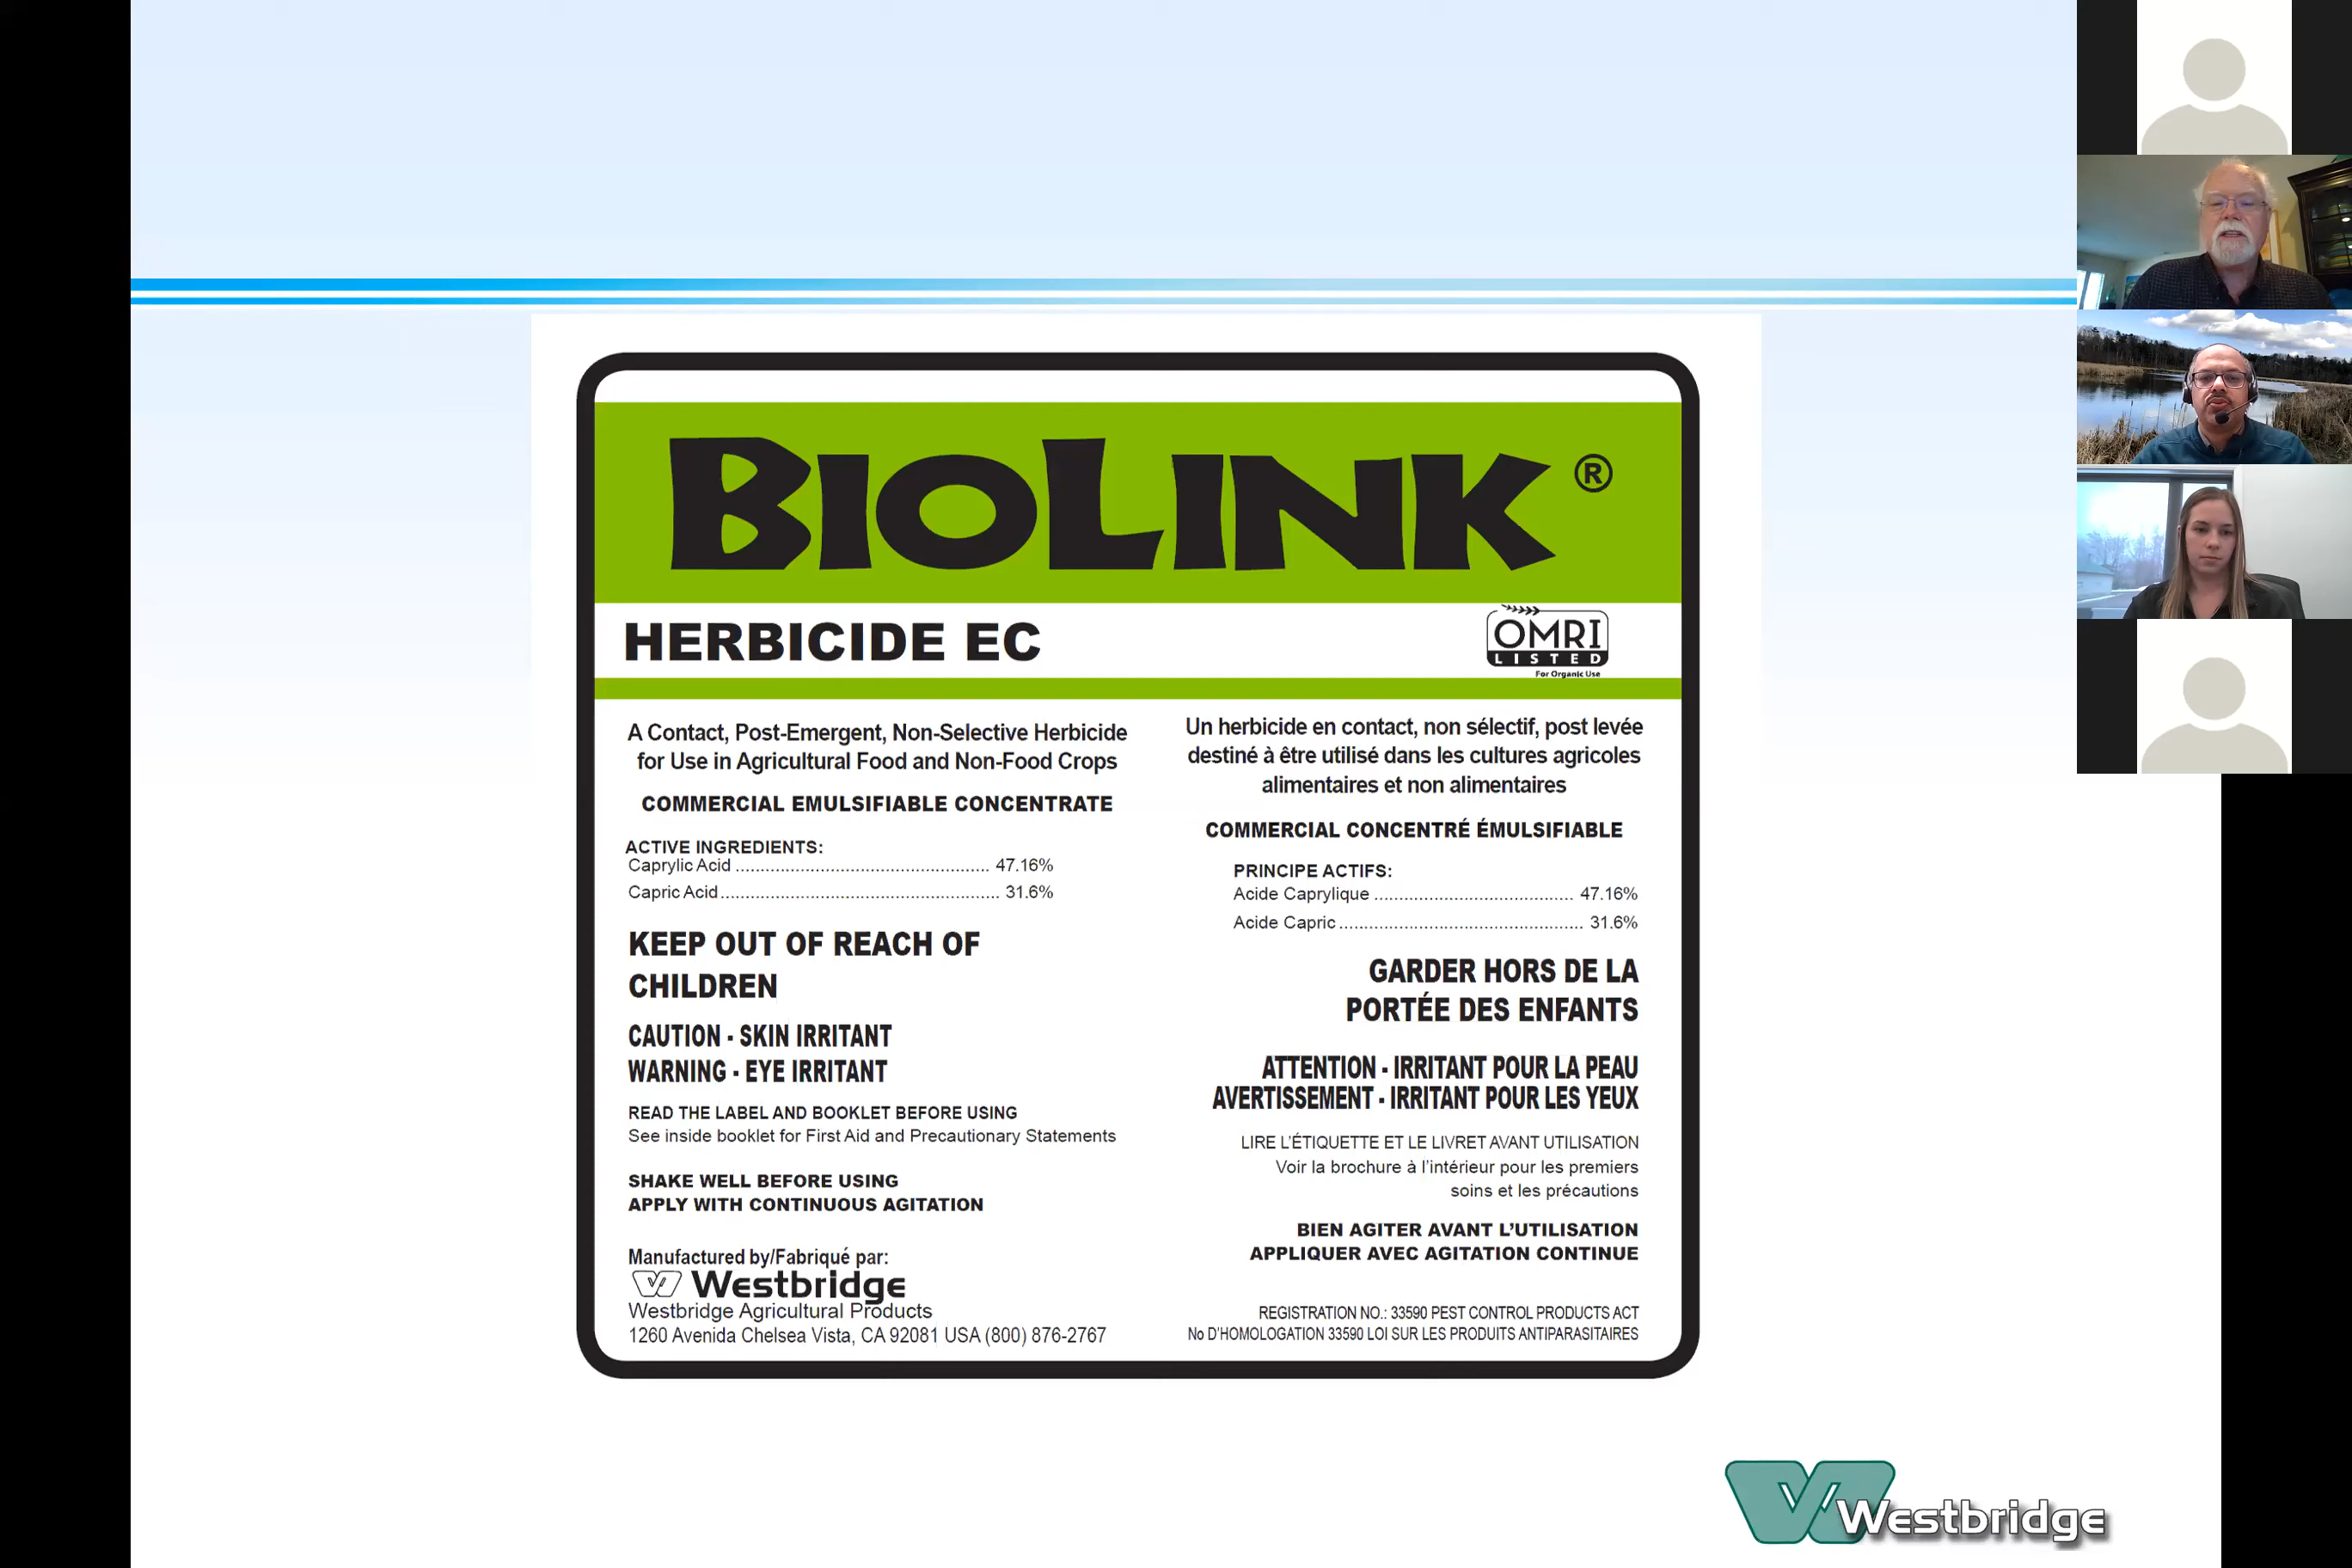 BIOLINK ®
HERBICIDE EC
OMRI
LISTED
For Organic Use
A Contact, Post-Emergent, Non-Selective Herbicide
for Use in Agricultural Food and Non-Food Crops
COMMERCIAL EMULSIFIABLE CONCENTRATE
ACTIVE INGREDIENTS:
Caprylic Acid ................................................ 47.16%
Capric Acid ..................................................... 31.6%
KEEP OUT OF REACH OF
CHILDREN
CAUTION - SKIN IRRITANT
WARNING - EYE IRRITANT
READ THE LABEL AND BOOKLET BEFORE USING
See inside booklet for First Aid and Precautionary Statements
SHAKE WELL BEFORE USING
APPLY WITH CONTINUOUS AGITATION
Manufactured by/Fabriqué par:
Westbridge
Westbridge Agricultural Products
1260 Avenida Chelsea Vista, CA 92081 USA (800) 876-2767
Un herbicide en contact, non sélectif, post levée
destiné à être utilisé dans les cultures agricoles
alimentaires et non alimentaires
COMMERCIAL CONCENTRÉ ÉMULSIFIABLE
PRINCIPE ACTIFS:
Acide Caprylique ...................................... 47.16%
Acide Capric ............................................... 31.6%
GARDER HORS DE LA
PORTÉE DES ENFANTS
ATTENTION - IRRITANT POUR LA PEAU
AVERTISSEMENT - IRRITANT POUR LES YEUX
LIRE L'ÉTIQUETTE ET LE LIVRET AVANT UTILISATION
Voir la brochure à l'intérieur pour les premiers
soins et les précautions
BIEN AGITER AVANT L'UTILISATION
APPLIQUER AVEC AGITATION CONTINUE
REGISTRATION NO.: 33590 PEST CONTROL PRODUCTS ACT
No D'HOMOLOGATION 33590 LOI SUR LES PRODUITS ANTIPARASITAIRES
Westbridge